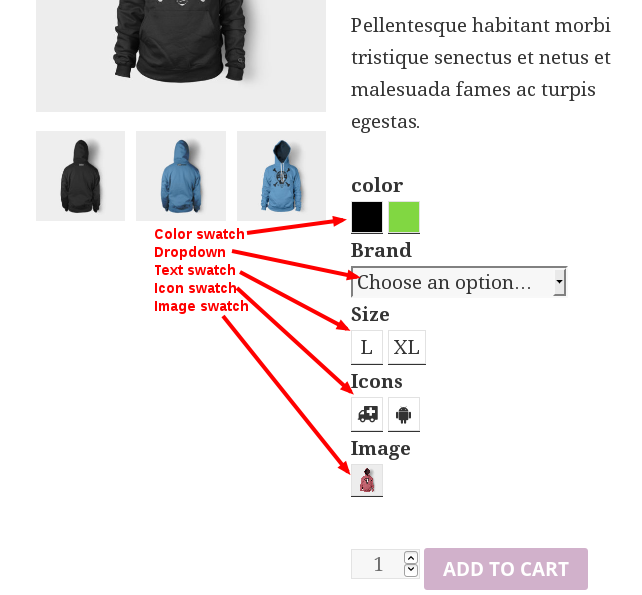 Pellentesque habitant morbi
tristique senectus et netus et
malesuada fames ac turpis
egestas.
color
Color swatch
Dropdown
Text swatch
Icon swatch
Image swatch
Brand
Choose an option…
Size
L XL
Icons
Image
1 ADD TO CART